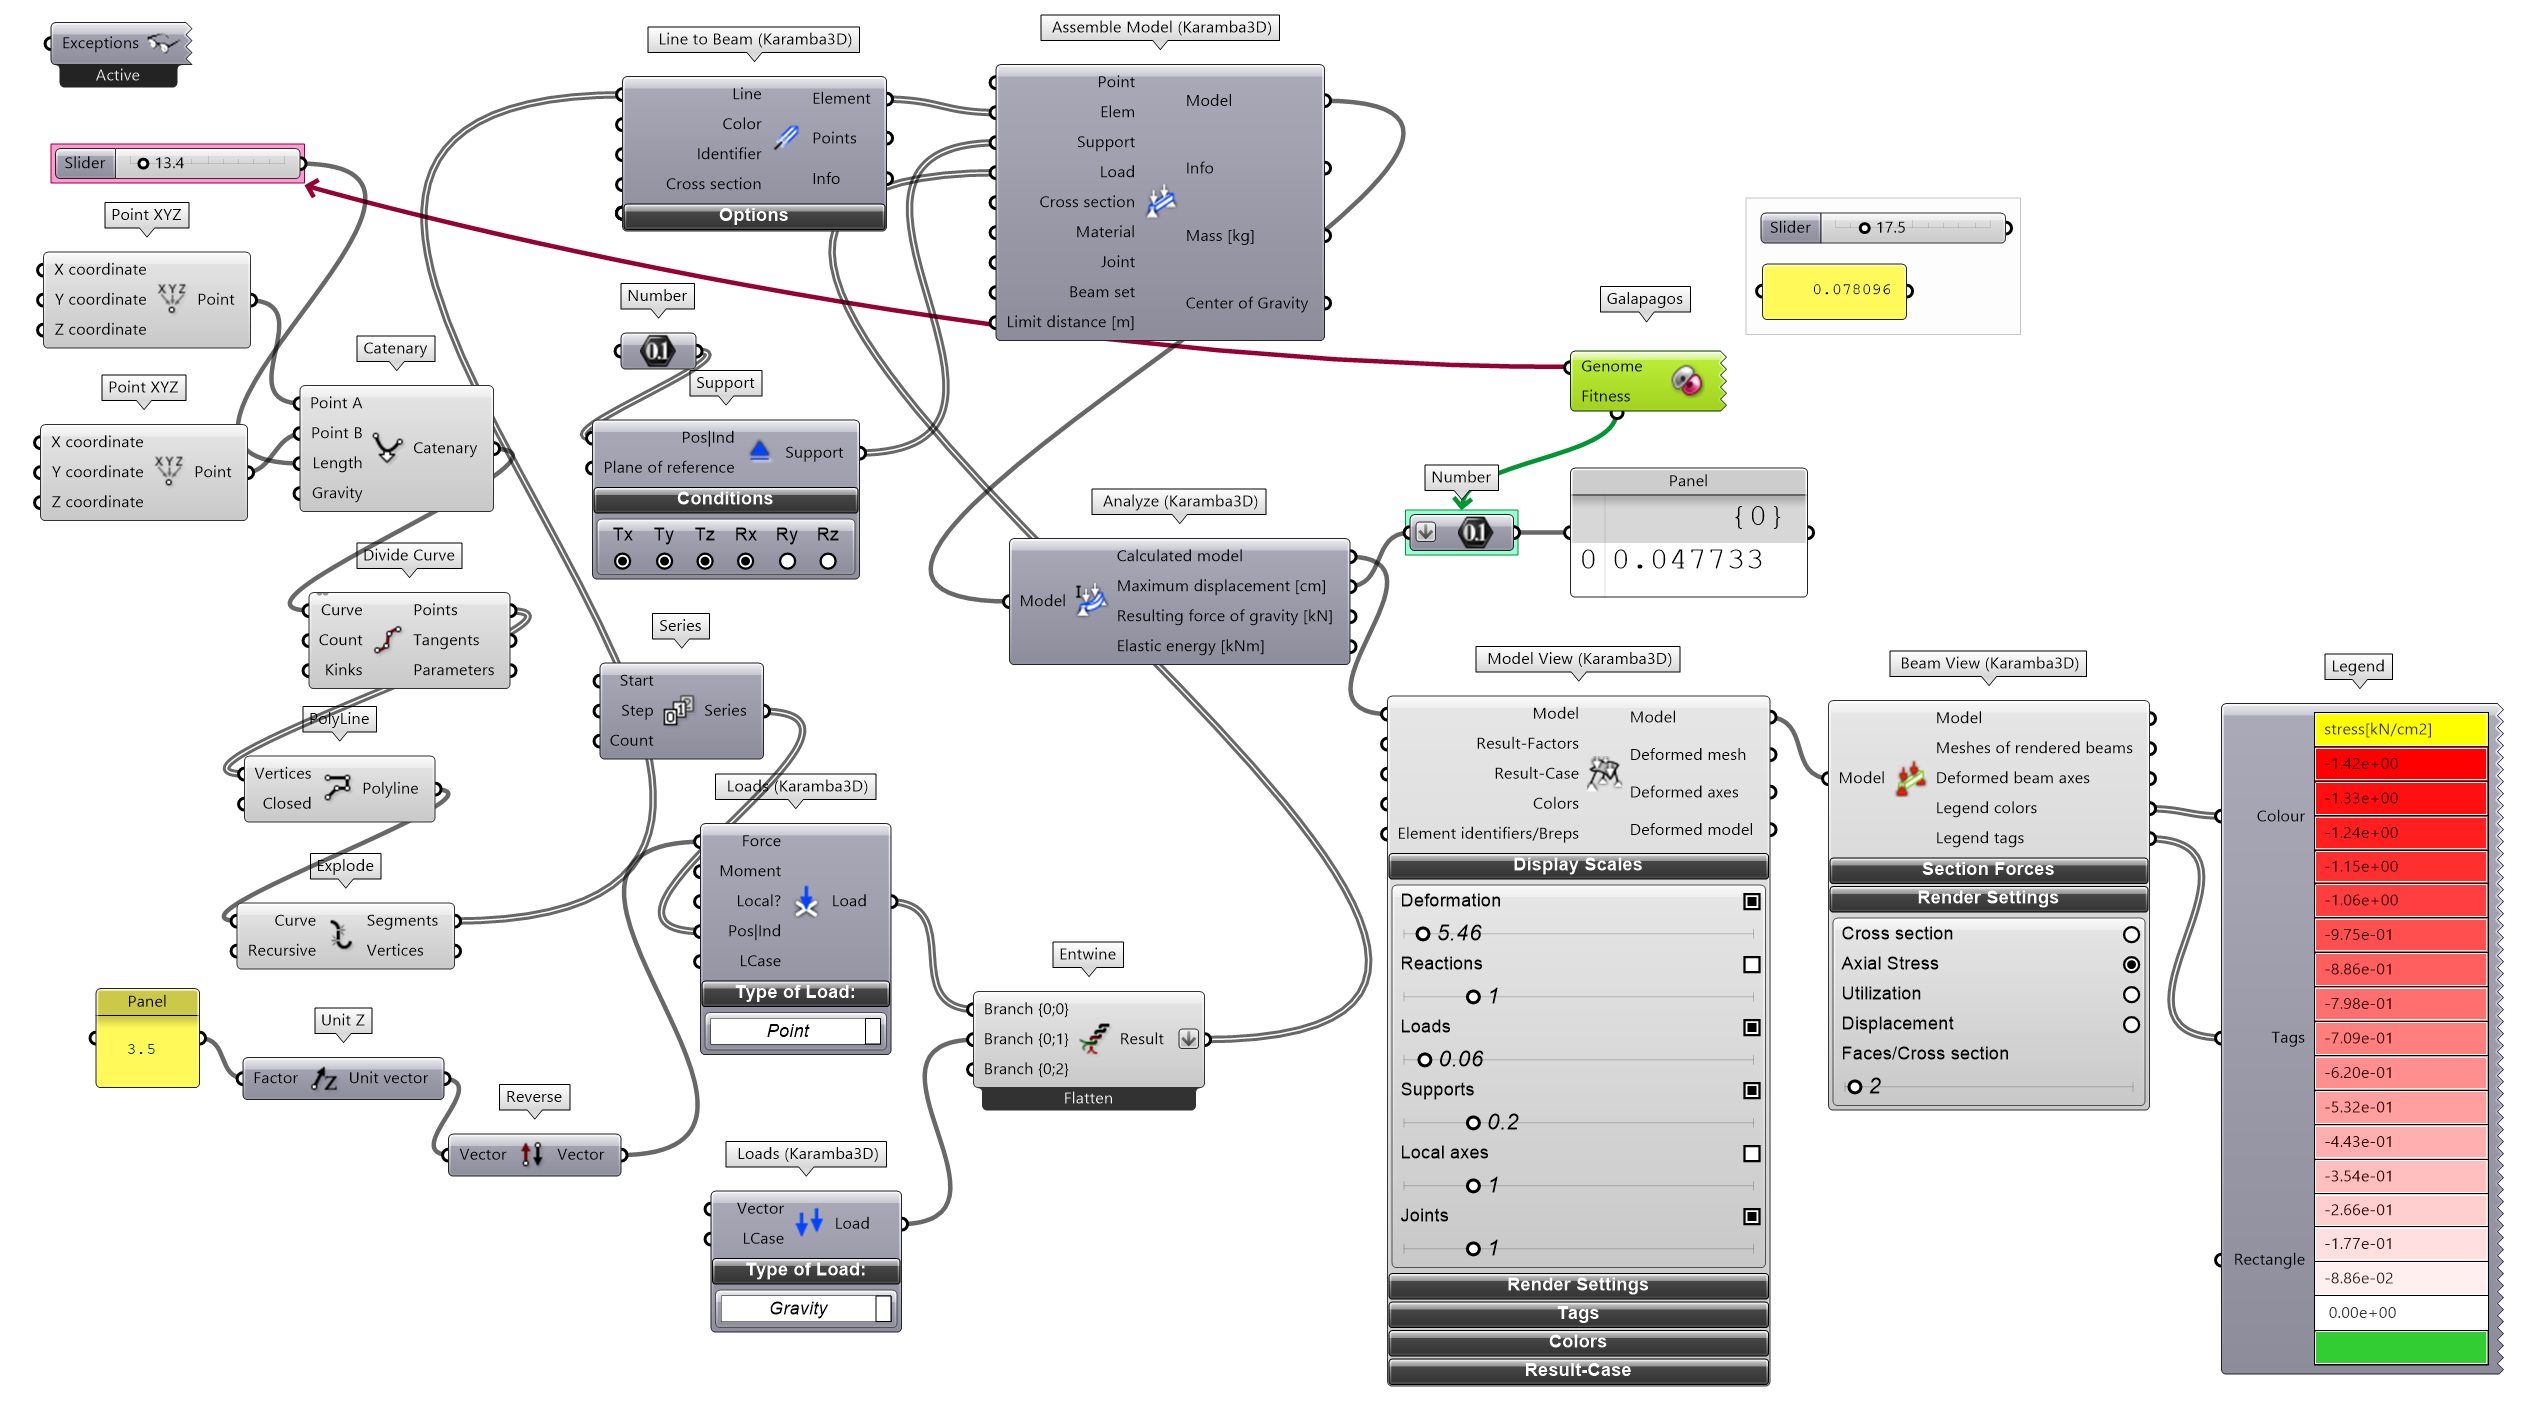 Exceptions
Active
Slider 13.4
Point XYZ
X coordinate
Y coordinate
Z coordinate
Point
Point XYZ
X coordinate
Y coordinate
Z coordinate
Point
Catenary
Point A
Point B
Length
Gravity
Catenary
Divide Curve
Curve
Count
Kinks
Points
Tangents
Parameters
PolyLine
Vertices
Closed
Polyline
Explode
Curve
Recursive
Segments
Vertices
Panel
3.5
Unit Z
Factor
Unit vector
Reverse
Vector
Vector
Line to Beam (Karamba3D)
Line
Color
Identifier
Cross section
Element
Points
Info
Options
Number
0.1
Support
Pos|Ind
Plane of reference
Support
Conditions
Tx Ty Tz Rx Ry Rz
Series
Start
Step
Count
Series
Loads (Karamba3D)
Force
Moment
Local?
Pos|Ind
LCase
Load
Type of Load:
Point
Loads (Karamba3D)
Vector
LCase
Load
Type of Load:
Gravity
Entwine
Branch {0;0}
Branch {0;1}
Branch {0;2}
Result
Flatten
Assemble Model (Karamba3D)
Point
Elem
Support
Load
Cross section
Material
Joint
Beam set
Limit distance [m]
Model
Info
Mass [kg]
Center of Gravity
Analyze (Karamba3D)
Model
Calculated model
Maximum displacement [cm]
Resulting force of gravity [kN]
Elastic energy [kNm]
Galapagos
Genome
Fitness
Slider 17.5
0.078096
Number
0.1
Panel
{0}
0 0.047733
Model View (Karamba3D)
Model
Result-Factors
Result-Case
Colors
Element identifiers/Breps
Model
Deformed mesh
Deformed axes
Deformed model
Display Scales
Deformation
5.46
Reactions
1
Loads
0.06
Supports
0.2
Local axes
1
Joints
1
Render Settings
Tags
Colors
Result-Case
Beam View (Karamba3D)
Model
Model
Meshes of rendered beams
Deformed beam axes
Legend colors
Legend tags
Section Forces
Render Settings
Cross section
Axial Stress
Utilization
Displacement
Faces/Cross section
2
Legend
Colour
Tags
Rectangle
stress[kN/cm2]
-1.42e+00
-1.33e+00
-1.24e+00
-1.15e+00
-1.06e+00
-9.75e-01
-8.86e-01
-7.98e-01
-7.09e-01
-6.20e-01
-5.32e-01
-4.43e-01
-3.54e-01
-2.66e-01
-1.77e-01
-8.86e-02
0.00e+00